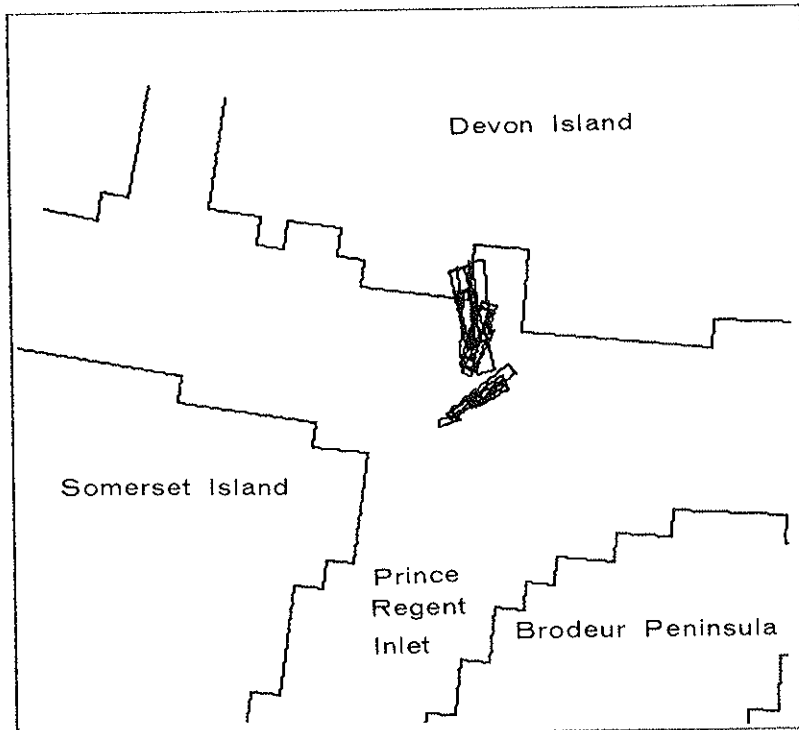 Devon Island
Somerset Island
Prince
Regent
Inlet
Brodeur Peninsula